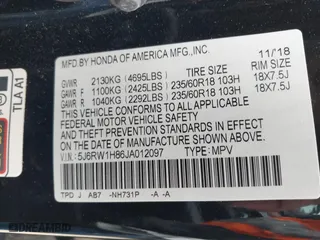 MFD.BY HONDA OF AMERICA MFG.,INC. 11/18
GVWR 2130KG (4695LBS) TIRE SIZE RIM SIZE
GAWR F 1100KG (2425LBS) 235/60R18 103H 18X7.5J
GAWR R 1040KG (2292LBS) 235/60R18 103H 18X7.5J
THIS VEHICLE CONFORMS TO ALL APPLICABLE
FEDERAL MOTOR VEHICLE SAFETY AND THEFT
PREVENTION STANDARDS IN EFFECT ON THE
DATE OF MANUFACTURE SHOWN ABOVE.
V.I.N.:5J6RW1H86JA012097 TYPE:MPV
TPD J AB7 -NH731P -A -A
TLA A1
DREAMBID